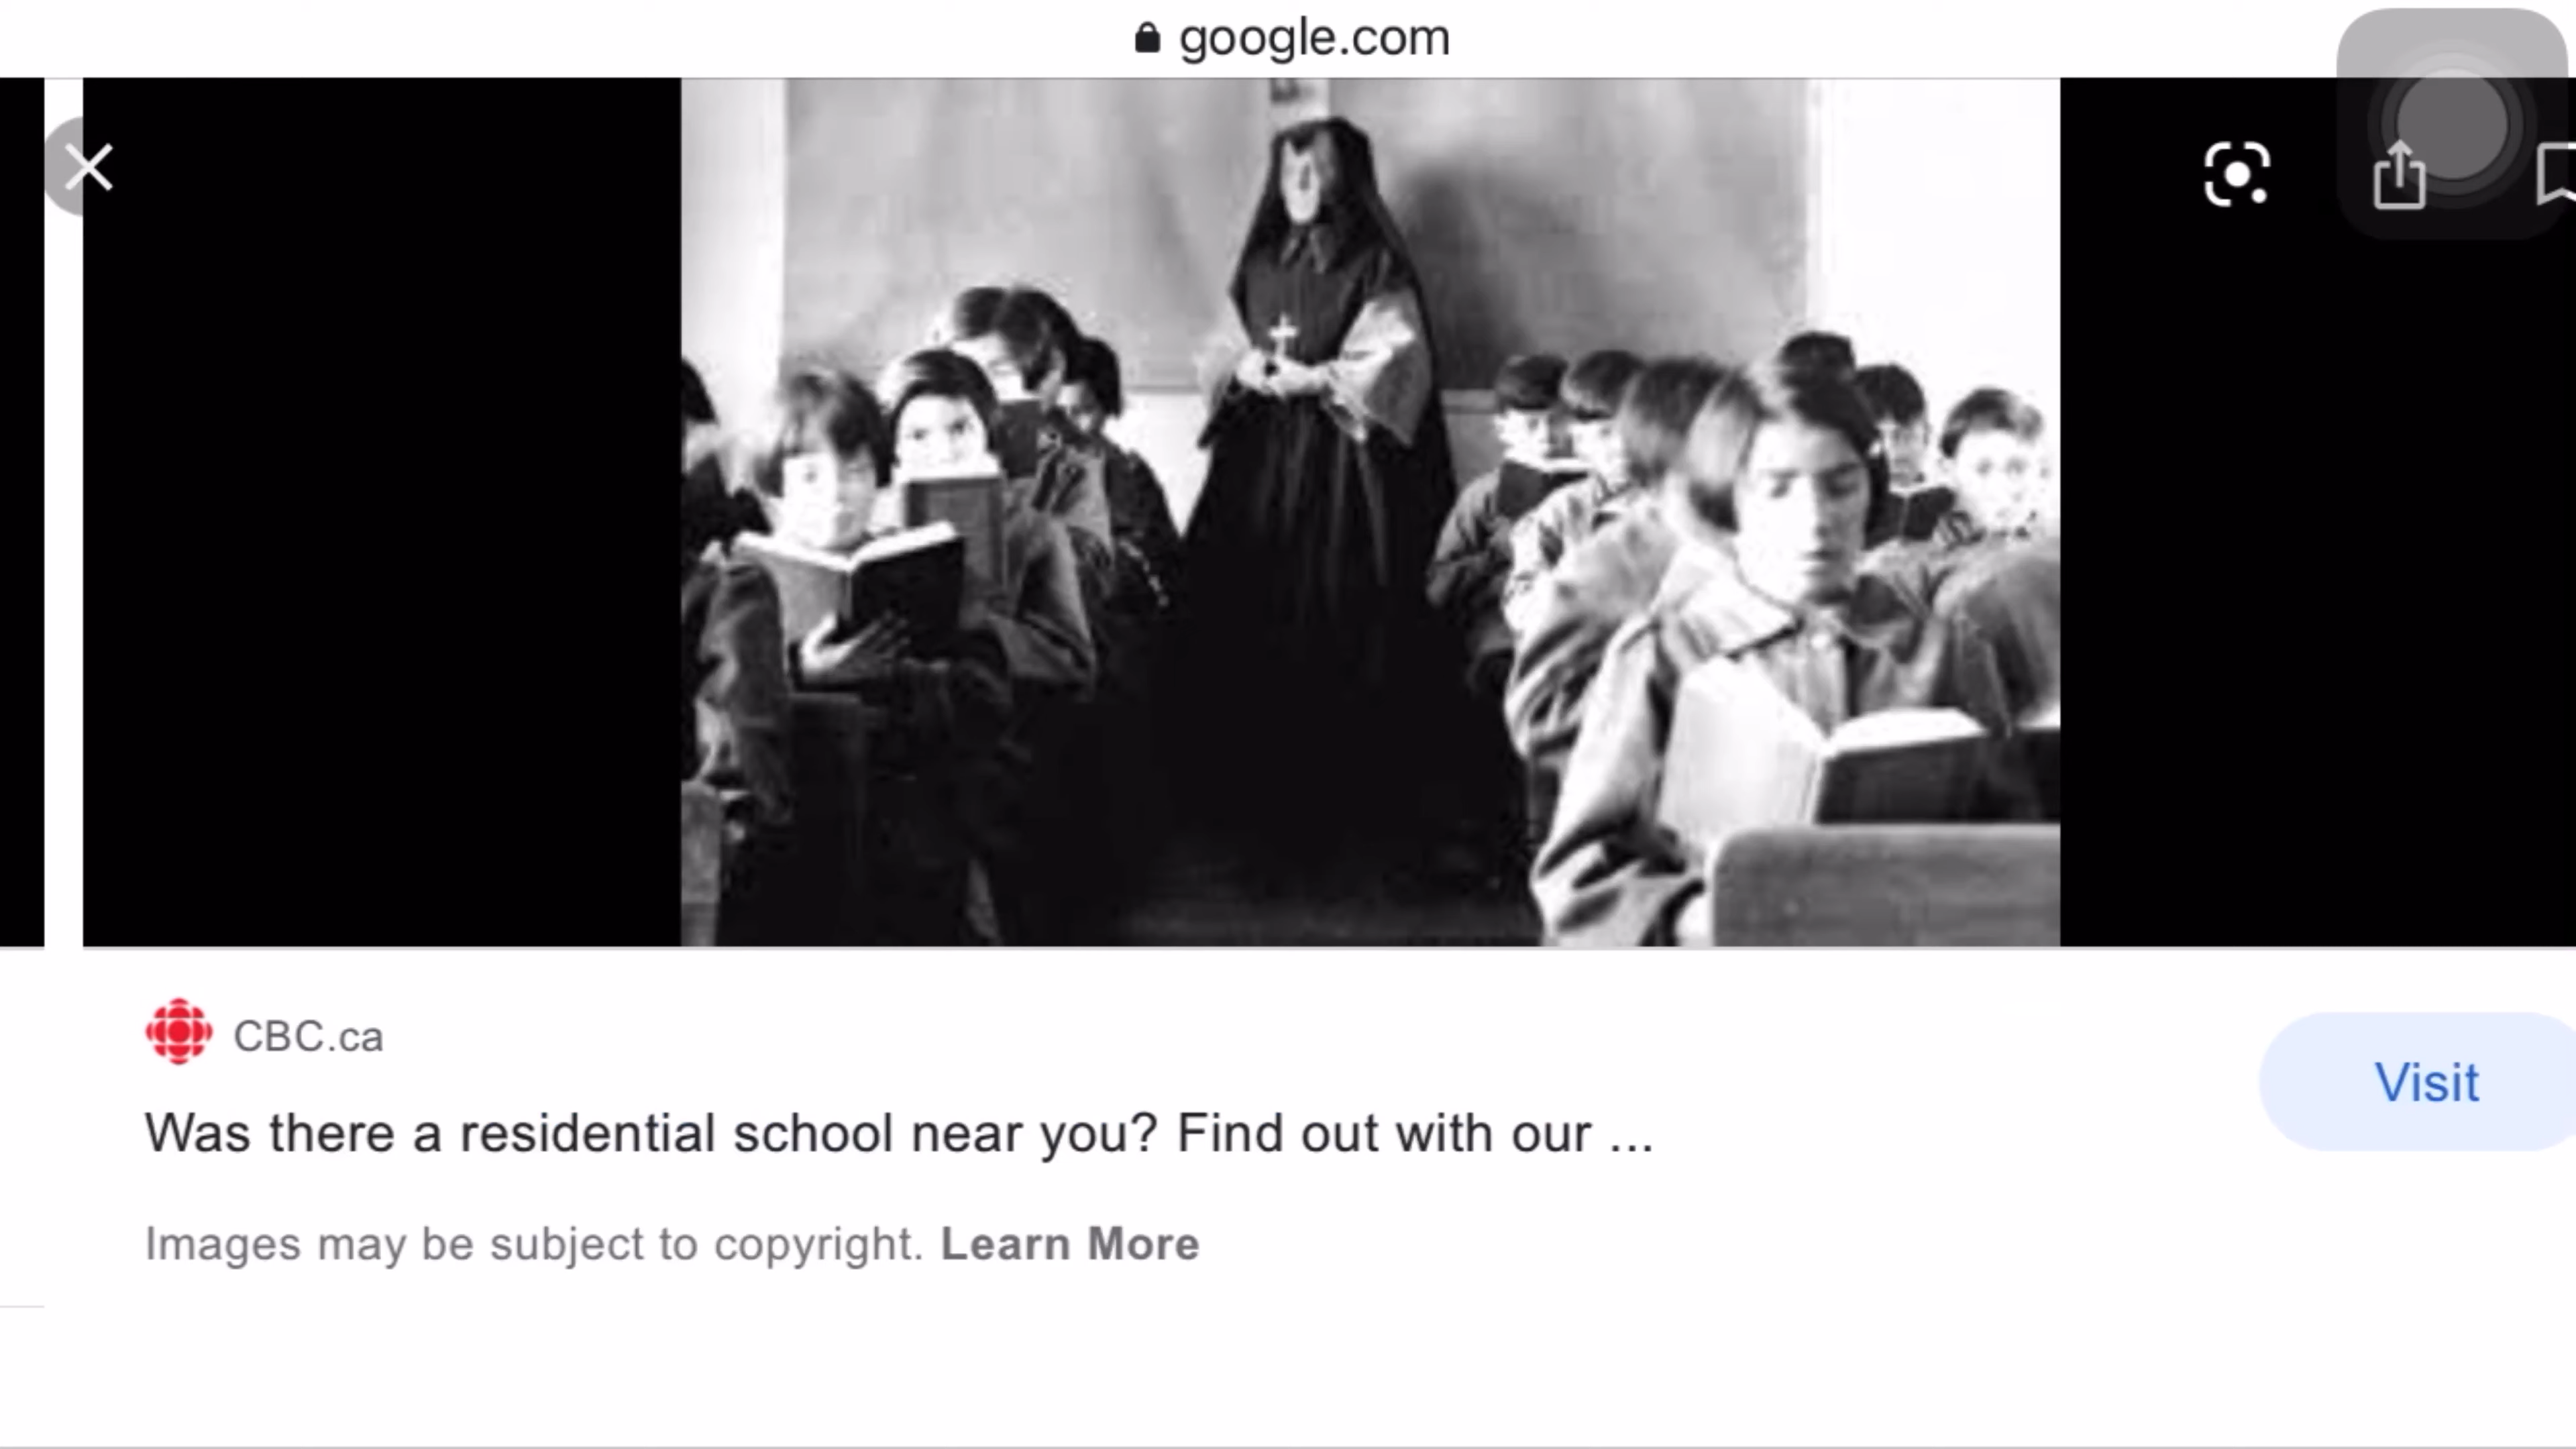 google.com
CBC.ca
Was there a residential school near you? Find out with our ...
Visit
Images may be subject to copyright. Learn More